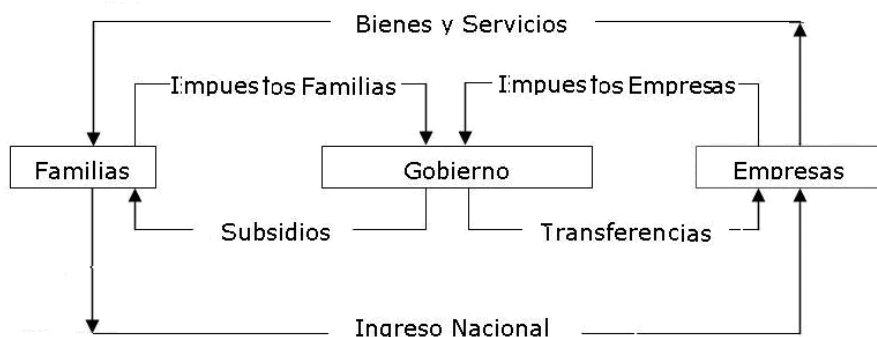 Bienes y Servicios
Impuestos Familias
Impuestos Empresas
Familias
Gobierno
Empresas
Subsidios
Transferencias
Ingreso Nacional